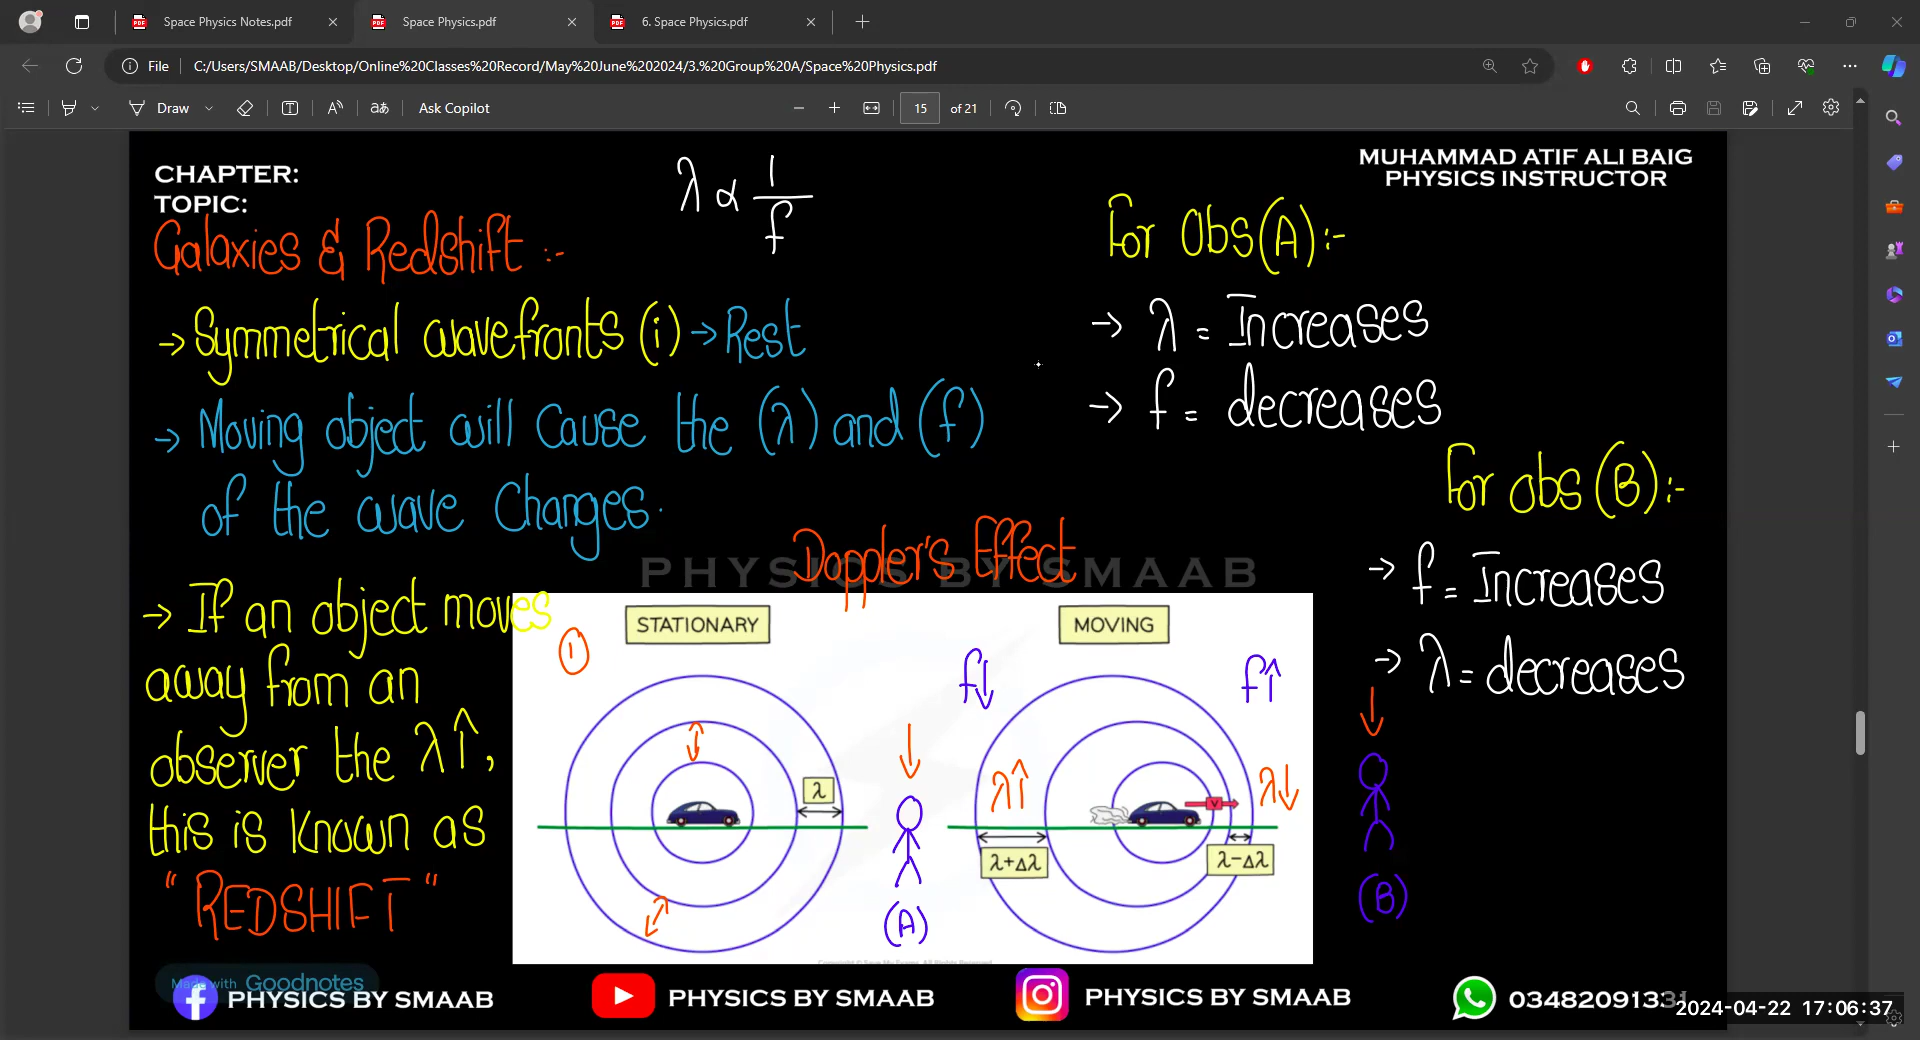 Space Physics Notes.pdf
Space Physics.pdf
6. Space Physics.pdf
File
C:/Users/SMAAB/Desktop/Online%20Classes%20Record/May%20June%202024/3.%20Group%20A/Space%20Physics.pdf
Draw
aあ
Ask Copilot
15 of 21
CHAPTER:
TOPIC:
λ ∝ 1/f
MUHAMMAD ATIF ALI BAIG
PHYSICS INSTRUCTOR
Galaxies & Redshift :-
→ Symmetrical wavefronts (i) → Rest
→ Moving object will cause the (λ) and (f)
of the wave changes.
→ If an object moves
away from an
observer the λ↑,
this is known as
"REDSHIFT"
For Obs(A):-
→ λ = Increases
→ f = decreases
For obs (B):-
→ f = Increases
→ λ = decreases
Doppler's Effect
PHYSICS BY SMAAB
STATIONARY
MOVING
1
f↓
f↑
λ
λ↑
V
λ↓
λ+Δλ
λ-Δλ
(A)
(B)
Made with Goodnotes
PHYSICS BY SMAAB
PHYSICS BY SMAAB
PHYSICS BY SMAAB
03482091331
2024-04-22 17:06:37